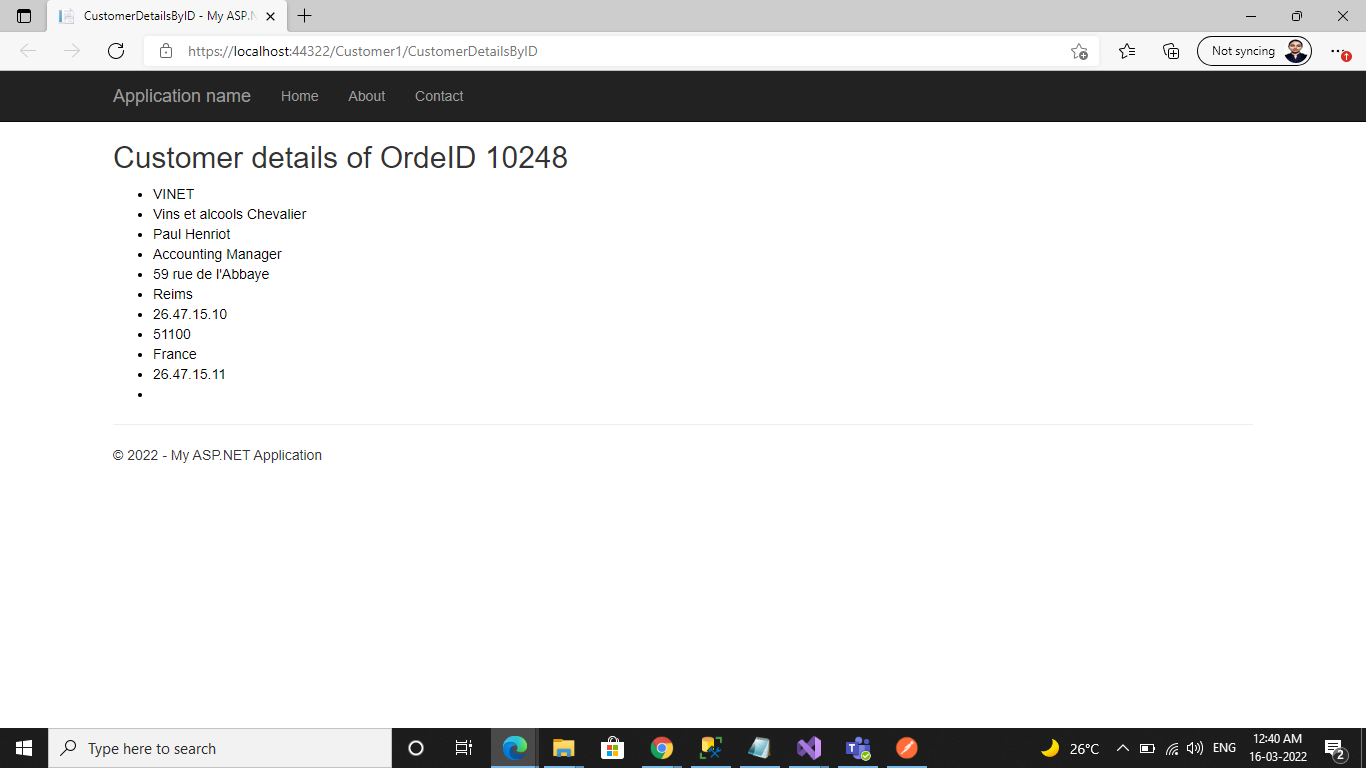 CustomerDetailsByID - My ASP.N
https://localhost:44322/Customer1/CustomerDetailsByID
Not syncing
Application name Home About Contact
Customer details of OrdeID 10248
VINET
Vins et alcools Chevalier
Paul Henriot
Accounting Manager
59 rue de l'Abbaye
Reims
26.47.15.10
51100
France
26.47.15.11
© 2022 - My ASP.NET Application
Type here to search
26°C
ENG
12:40 AM
16-03-2022
2